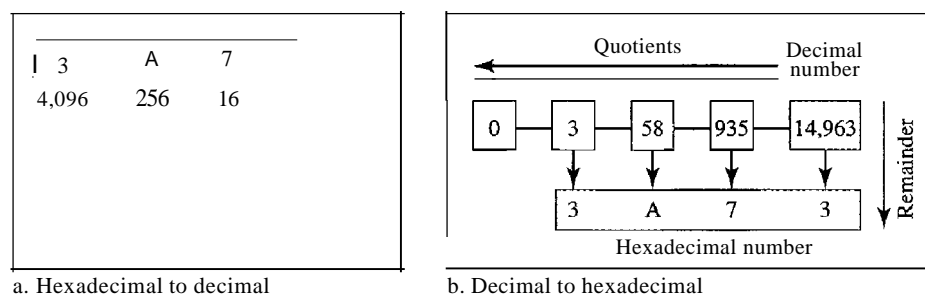 3 A 7
4,096 256 16
a. Hexadecimal to decimal
Quotients
Decimal
number
0 3 58 935 14,963
Remainder
3 A 7 3
Hexadecimal number
b. Decimal to hexadecimal